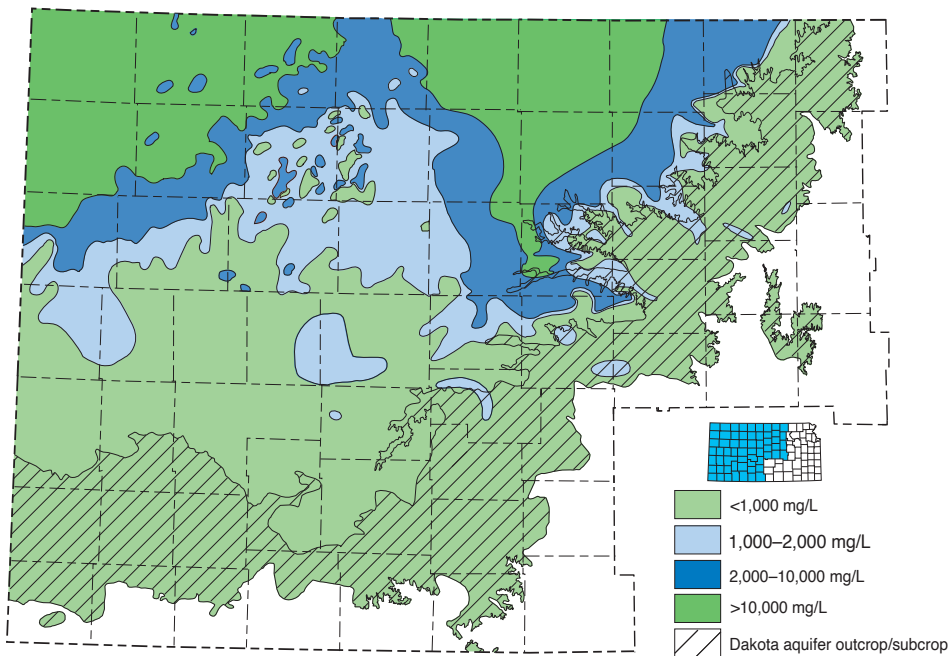 <1,000 mg/L
1,000–2,000 mg/L
2,000–10,000 mg/L
>10,000 mg/L
Dakota aquifer outcrop/subcrop